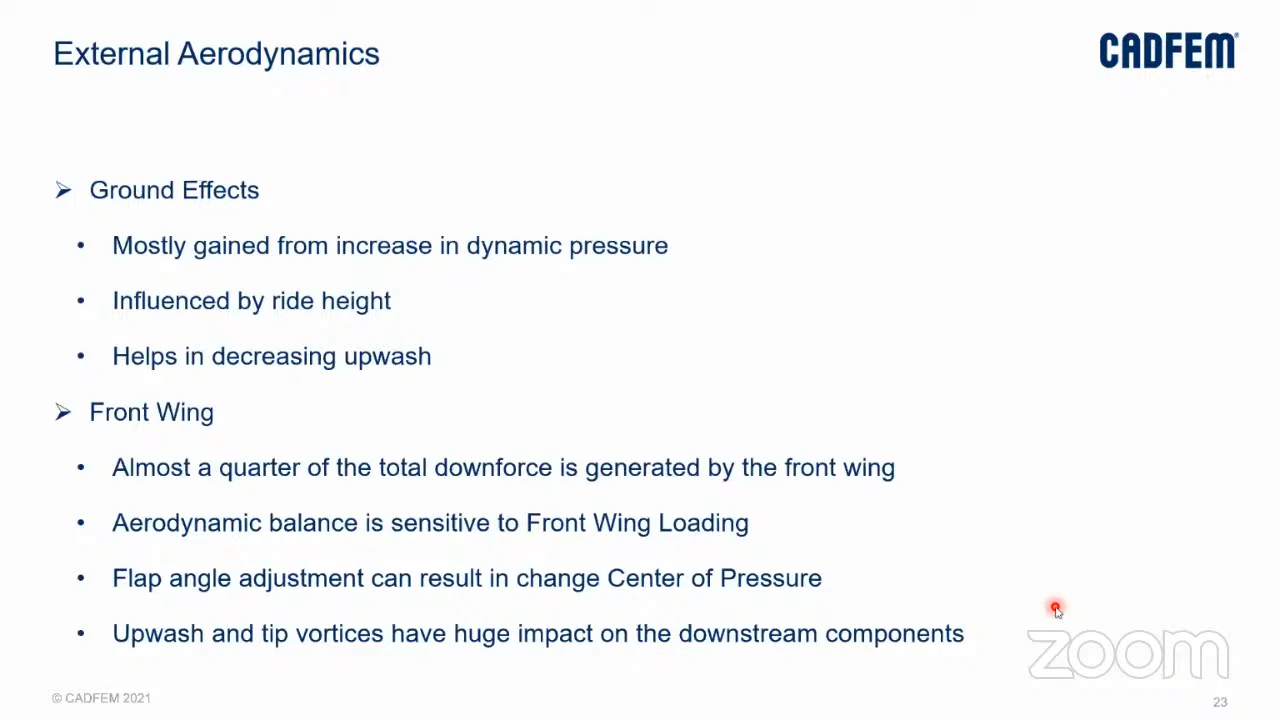 External Aerodynamics
CADFEM®
➢ Ground Effects
• Mostly gained from increase in dynamic pressure
• Influenced by ride height
• Helps in decreasing upwash
➢ Front Wing
• Almost a quarter of the total downforce is generated by the front wing
• Aerodynamic balance is sensitive to Front Wing Loading
• Flap angle adjustment can result in change Center of Pressure
• Upwash and tip vortices have huge impact on the downstream components
zoom
© CADFEM 2021
23